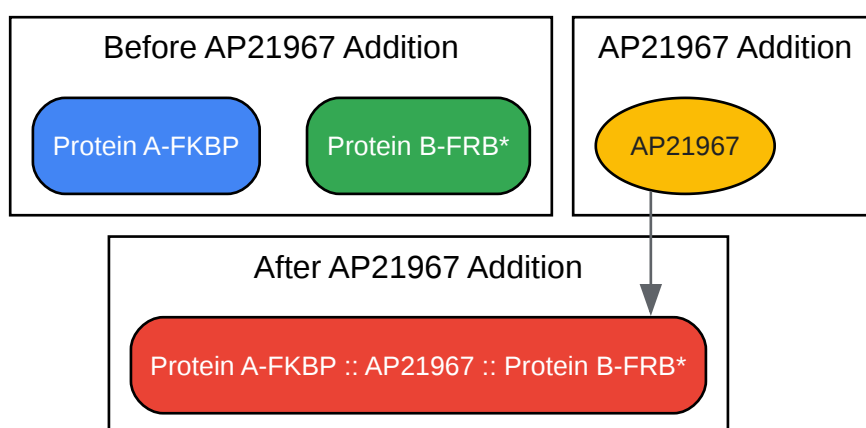 Before AP21967 Addition
Protein A-FKBP
Protein B-FRB*
AP21967 Addition
AP21967
After AP21967 Addition
Protein A-FKBP :: AP21967 :: Protein B-FRB*